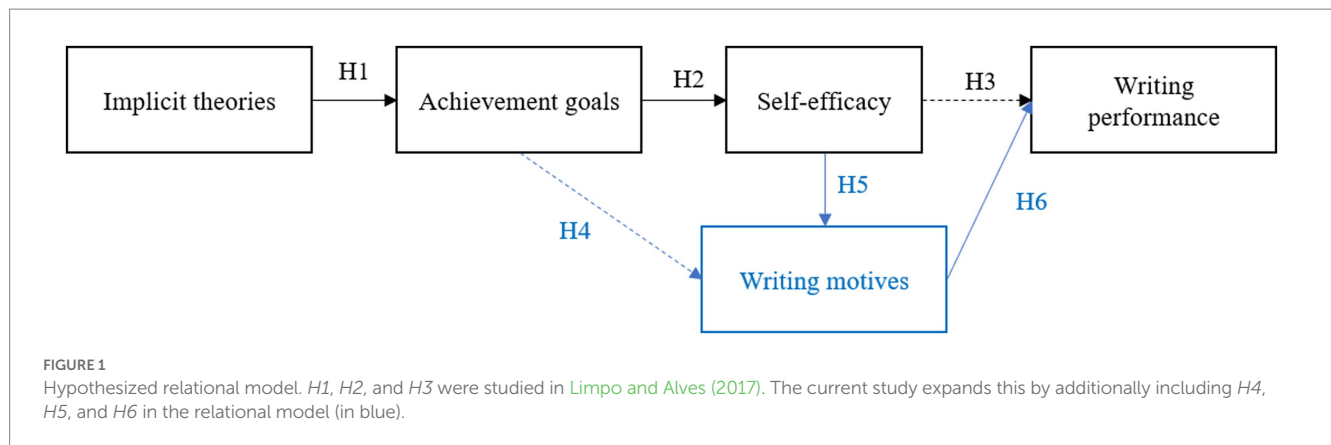 H1
H2
H3
Implicit theories
Achievement goals
Self-efficacy
Writing
performance
H4
H5
H6
Writing motives
FIGURE 1
Hypothesized relational model. H1, H2, and H3 were studied in Limpo and Alves (2017). The current study expands this by additionally including H4,
H5, and H6 in the relational model (in blue).